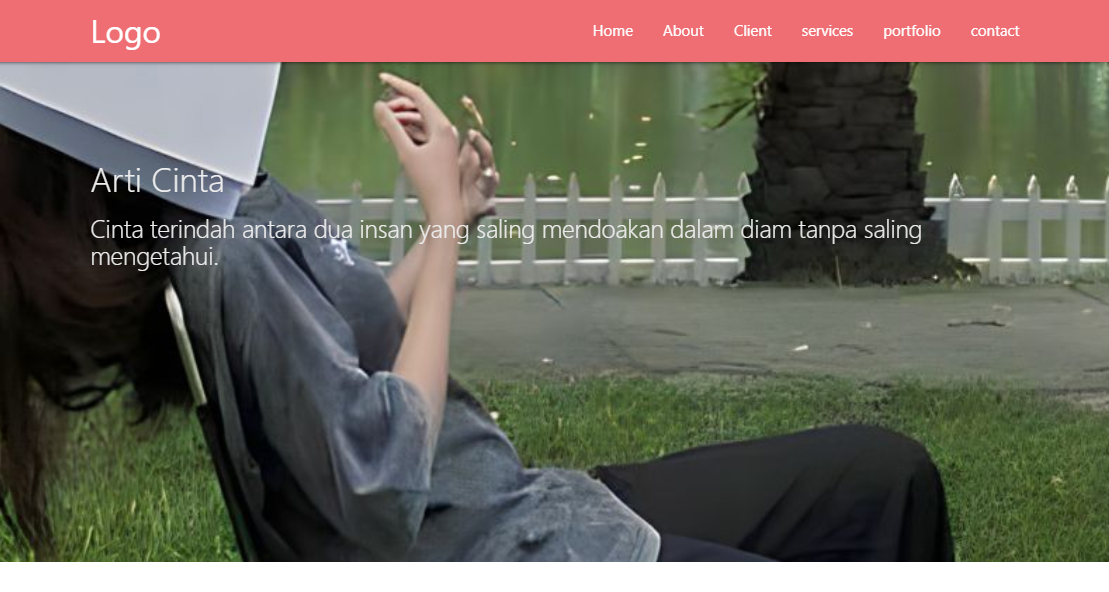 Logo
Home About Client services portfolio contact
Arti Cinta
Cinta terindah antara dua insan yang saling mendoakan dalam diam tanpa saling
mengetahui.